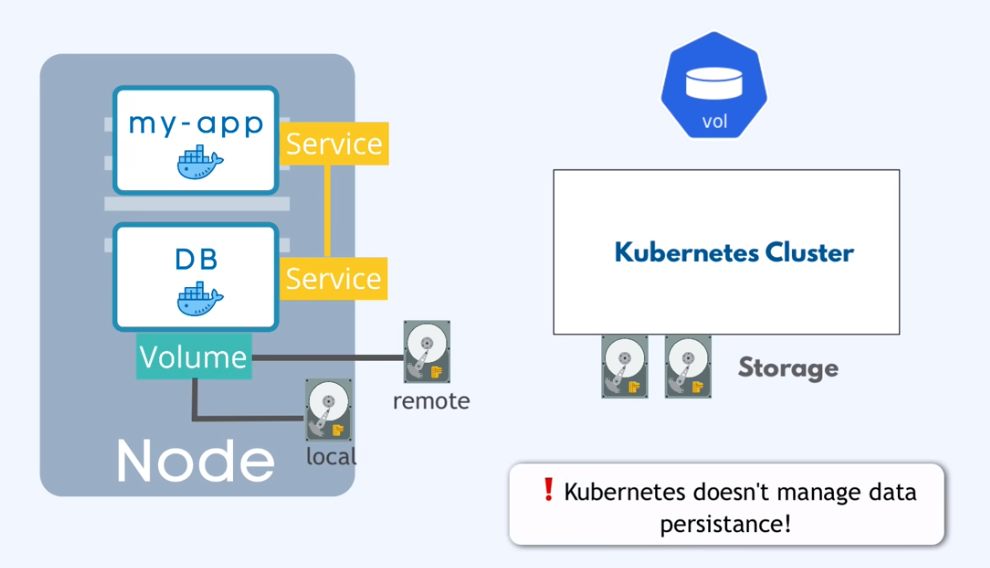 my-app
Service
DB
Service
Volume
remote
local
Node
vol
Kubernetes Cluster
Storage
! Kubernetes doesn't manage data
persistance!